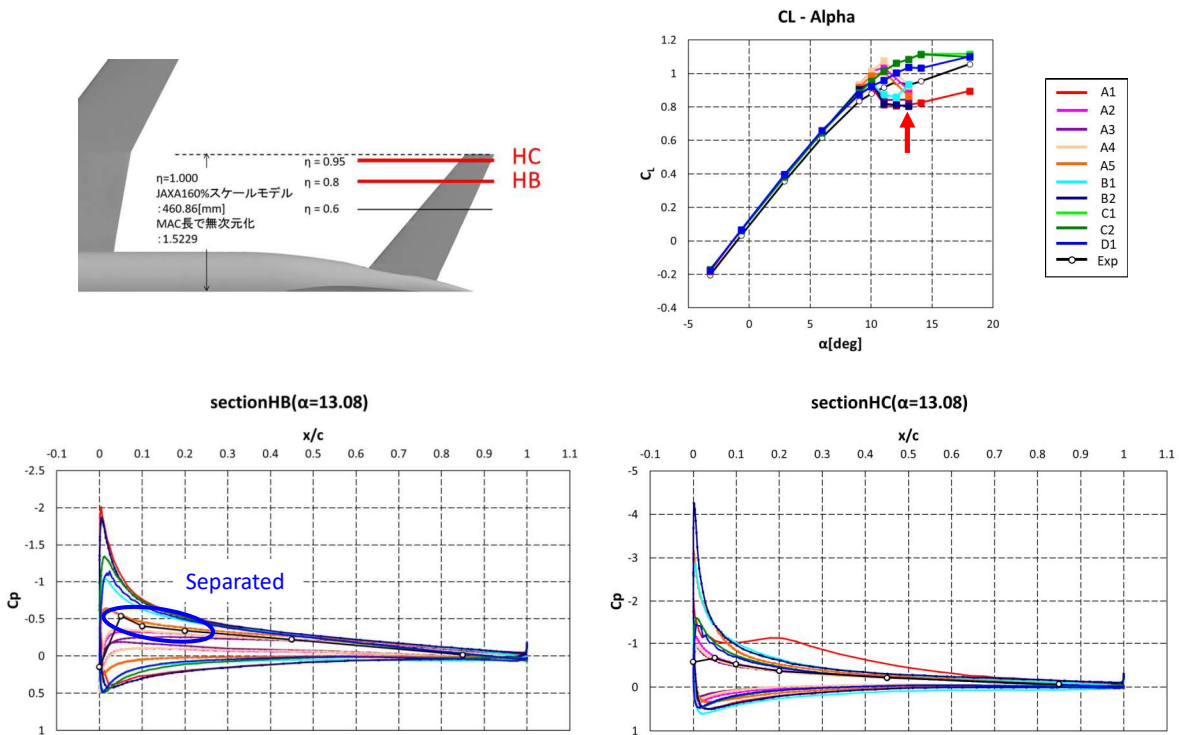 η=1.000
JAXA160%スケールモデル
:460.86[mm]
MAC長で無次元化
:1.5229
η = 0.95
η = 0.8
η = 0.6
HC
HB
CL - Alpha
1.2
1
0.8
0.6
0.4
0.2
0
-0.2
-0.4
CL
-5 0 5 10 15 20
α[deg]
A1
A2
A3
A4
A5
B1
B2
C1
C2
D1
Exp
sectionHB(α=13.08)
x/c
-0.1 0 0.1 0.2 0.3 0.4 0.5 0.6 0.7 0.8 0.9 1 1.1
-2.5
-2
-1.5
-1
-0.5
0
0.5
1
Cp
Separated
sectionHC(α=13.08)
x/c
-0.1 0 0.1 0.2 0.3 0.4 0.5 0.6 0.7 0.8 0.9 1 1.1
-5
-4
-3
-2
-1
0
1
Cp